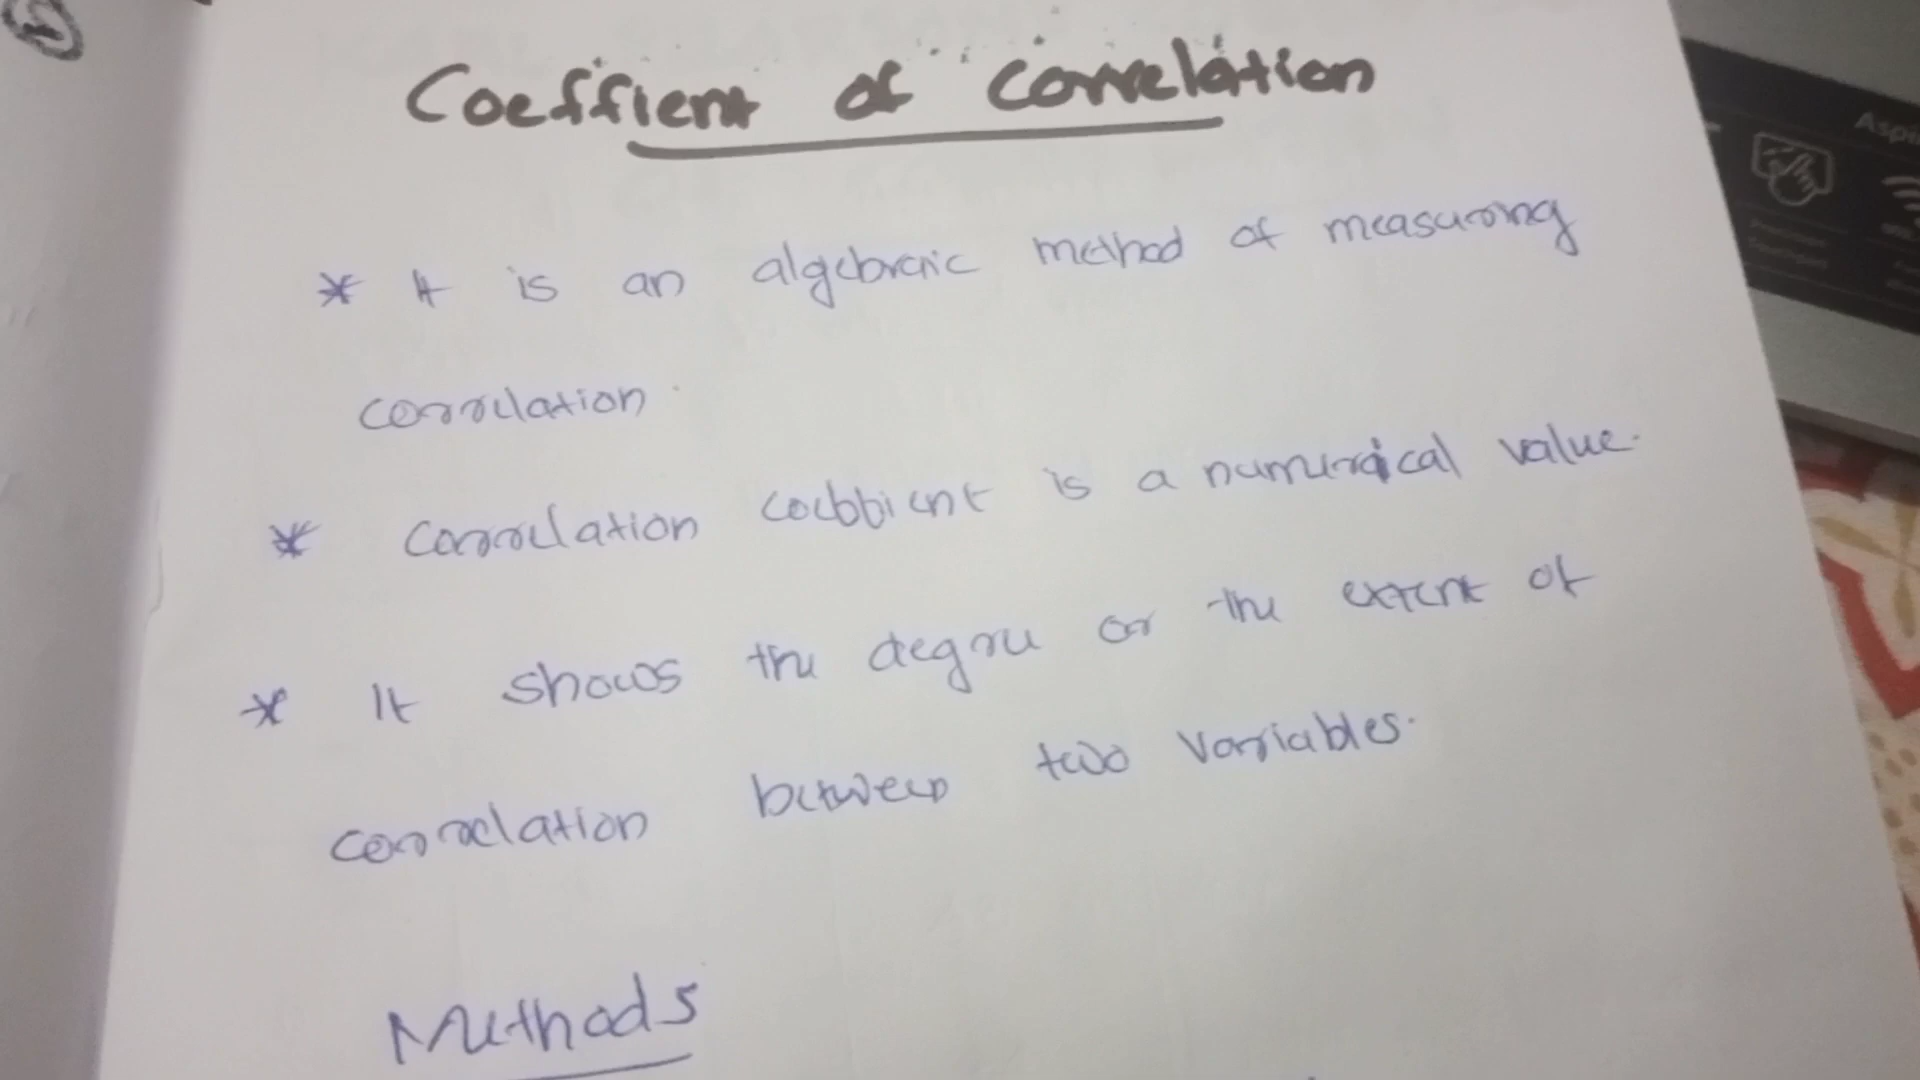 Coeffient of Correlation
* It is an algebraic method of measuring
correlation
* Correlation coeffient is a numerical value.
* It shows the degree or the extent of
correlation between two variables.
Methods